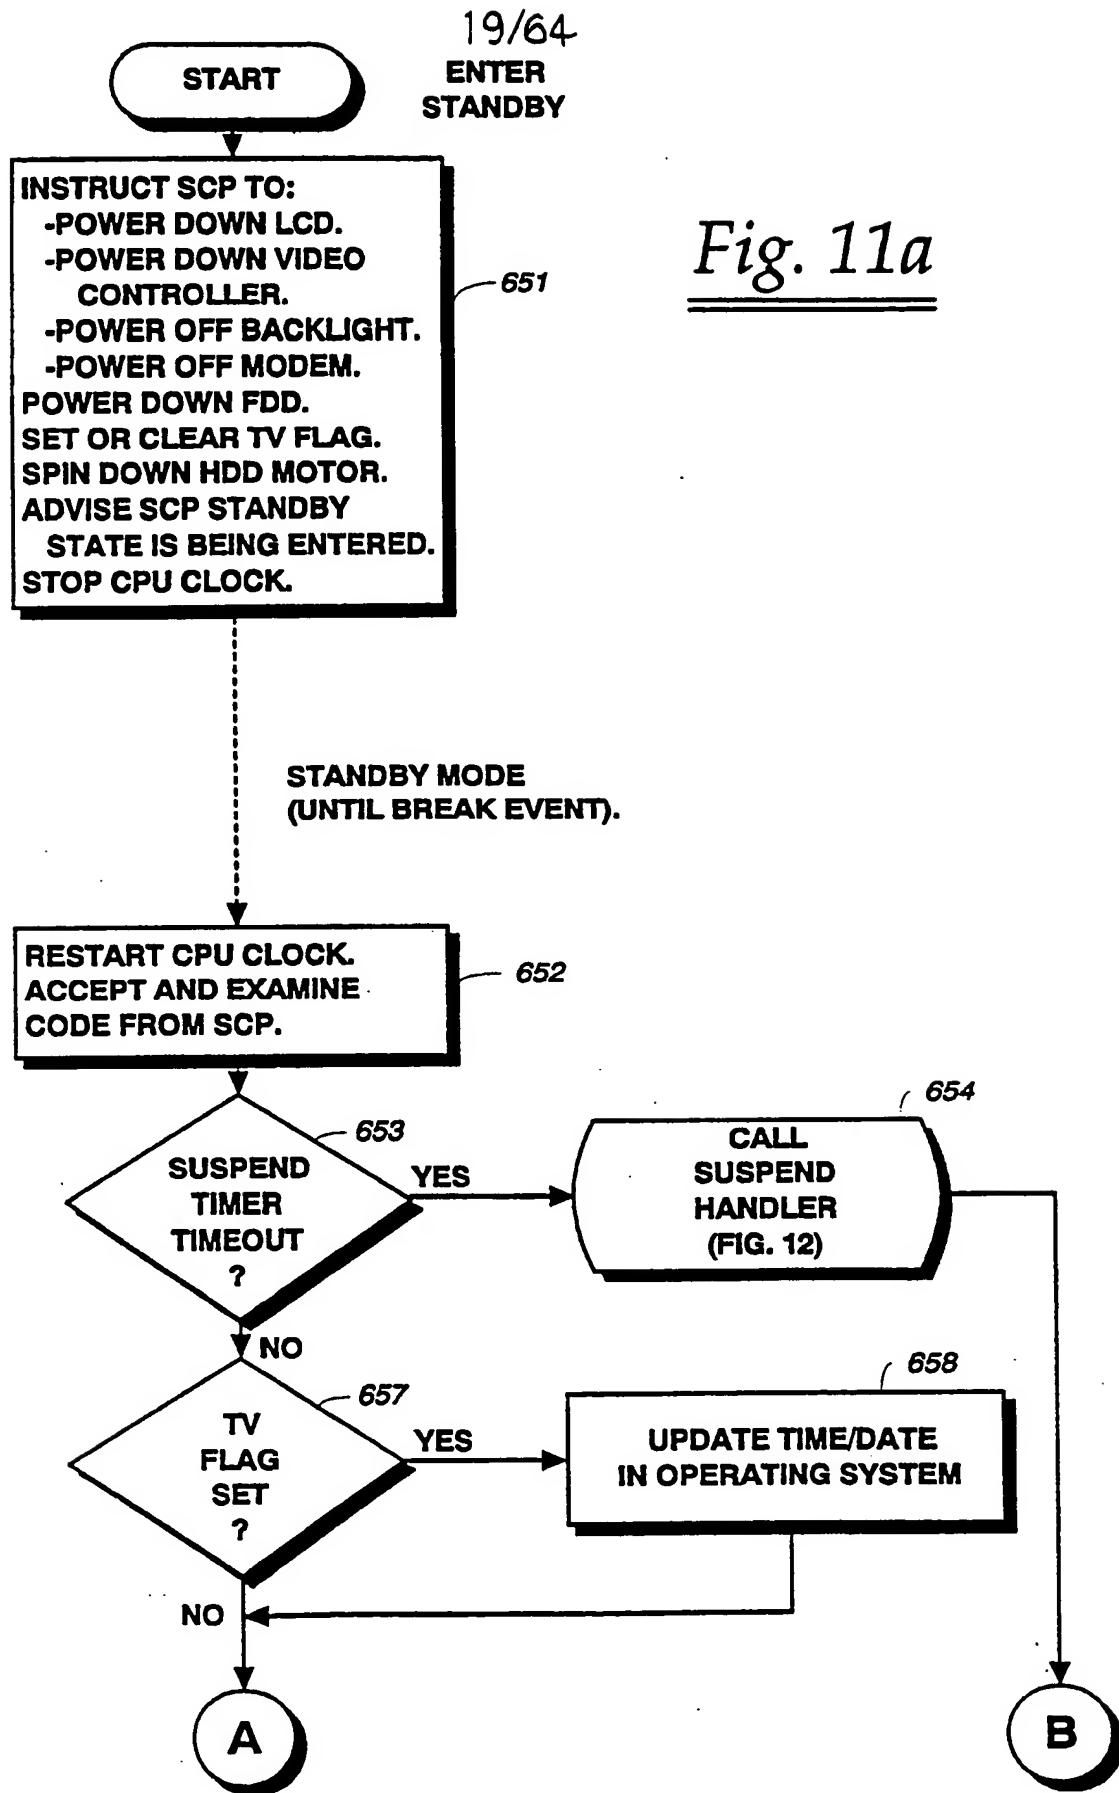 19/64
START
ENTER
STANDBY
INSTRUCT SCP TO:
-POWER DOWN LCD.
-POWER DOWN VIDEO
CONTROLLER.
-POWER OFF BACKLIGHT.
-POWER OFF MODEM.
POWER DOWN FDD.
SET OR CLEAR TV FLAG.
SPIN DOWN HDD MOTOR.
ADVISE SCP STANDBY
STATE IS BEING ENTERED.
STOP CPU CLOCK.
651
Fig. 11a
STANDBY MODE
(UNTIL BREAK EVENT).
RESTART CPU CLOCK.
ACCEPT AND EXAMINE
CODE FROM SCP.
652
653
SUSPEND
TIMER
TIMEOUT
?
YES
654
CALL
SUSPEND
HANDLER
(FIG. 12)
NO
657
TV
FLAG
SET
?
YES
658
UPDATE TIME/DATE
IN OPERATING SYSTEM
NO
A
B